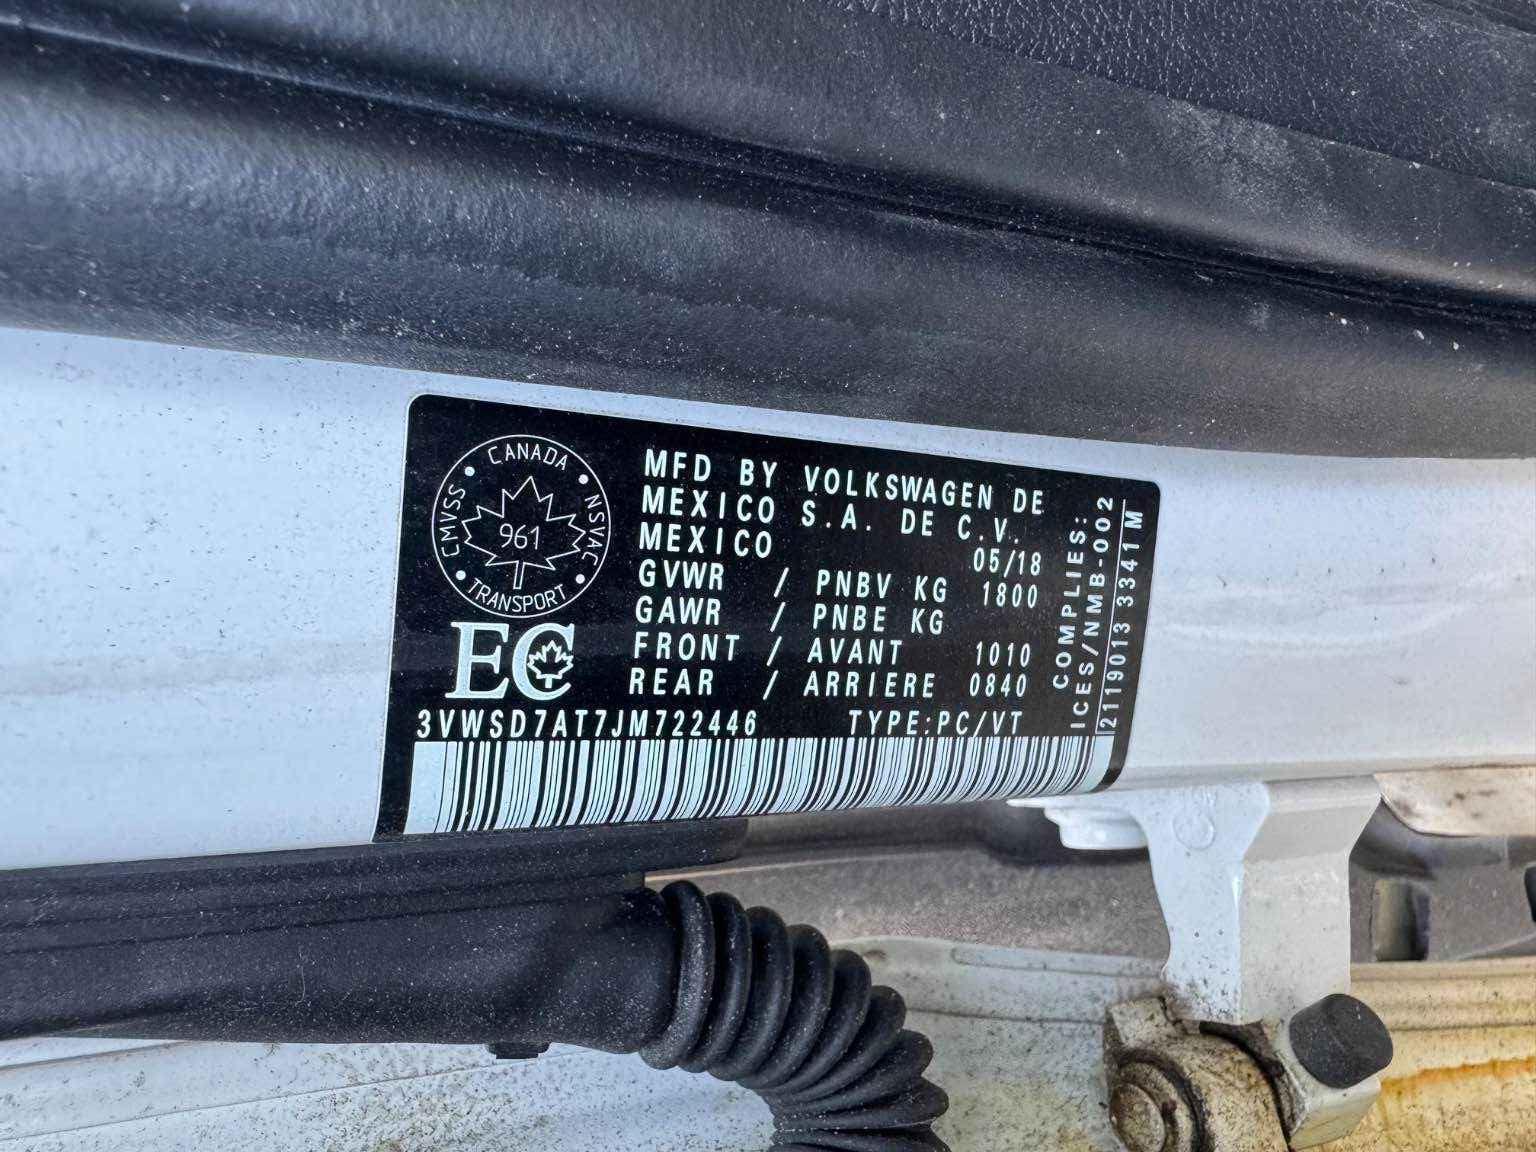 CANADA
CMVSS
NSVAC
961
TRANSPORT
EC
MFD BY VOLKSWAGEN DE
MEXICO S.A. DE C.V.
MEXICO 05/18
GVWR / PNBV KG 1800
GAWR / PNBE KG
FRONT / AVANT 1010
REAR / ARRIERE 0840
3VWSD7AT7JM722446 TYPE:PC/VT
COMPLIES:
ICES/NMB-002
2119013 3341 M